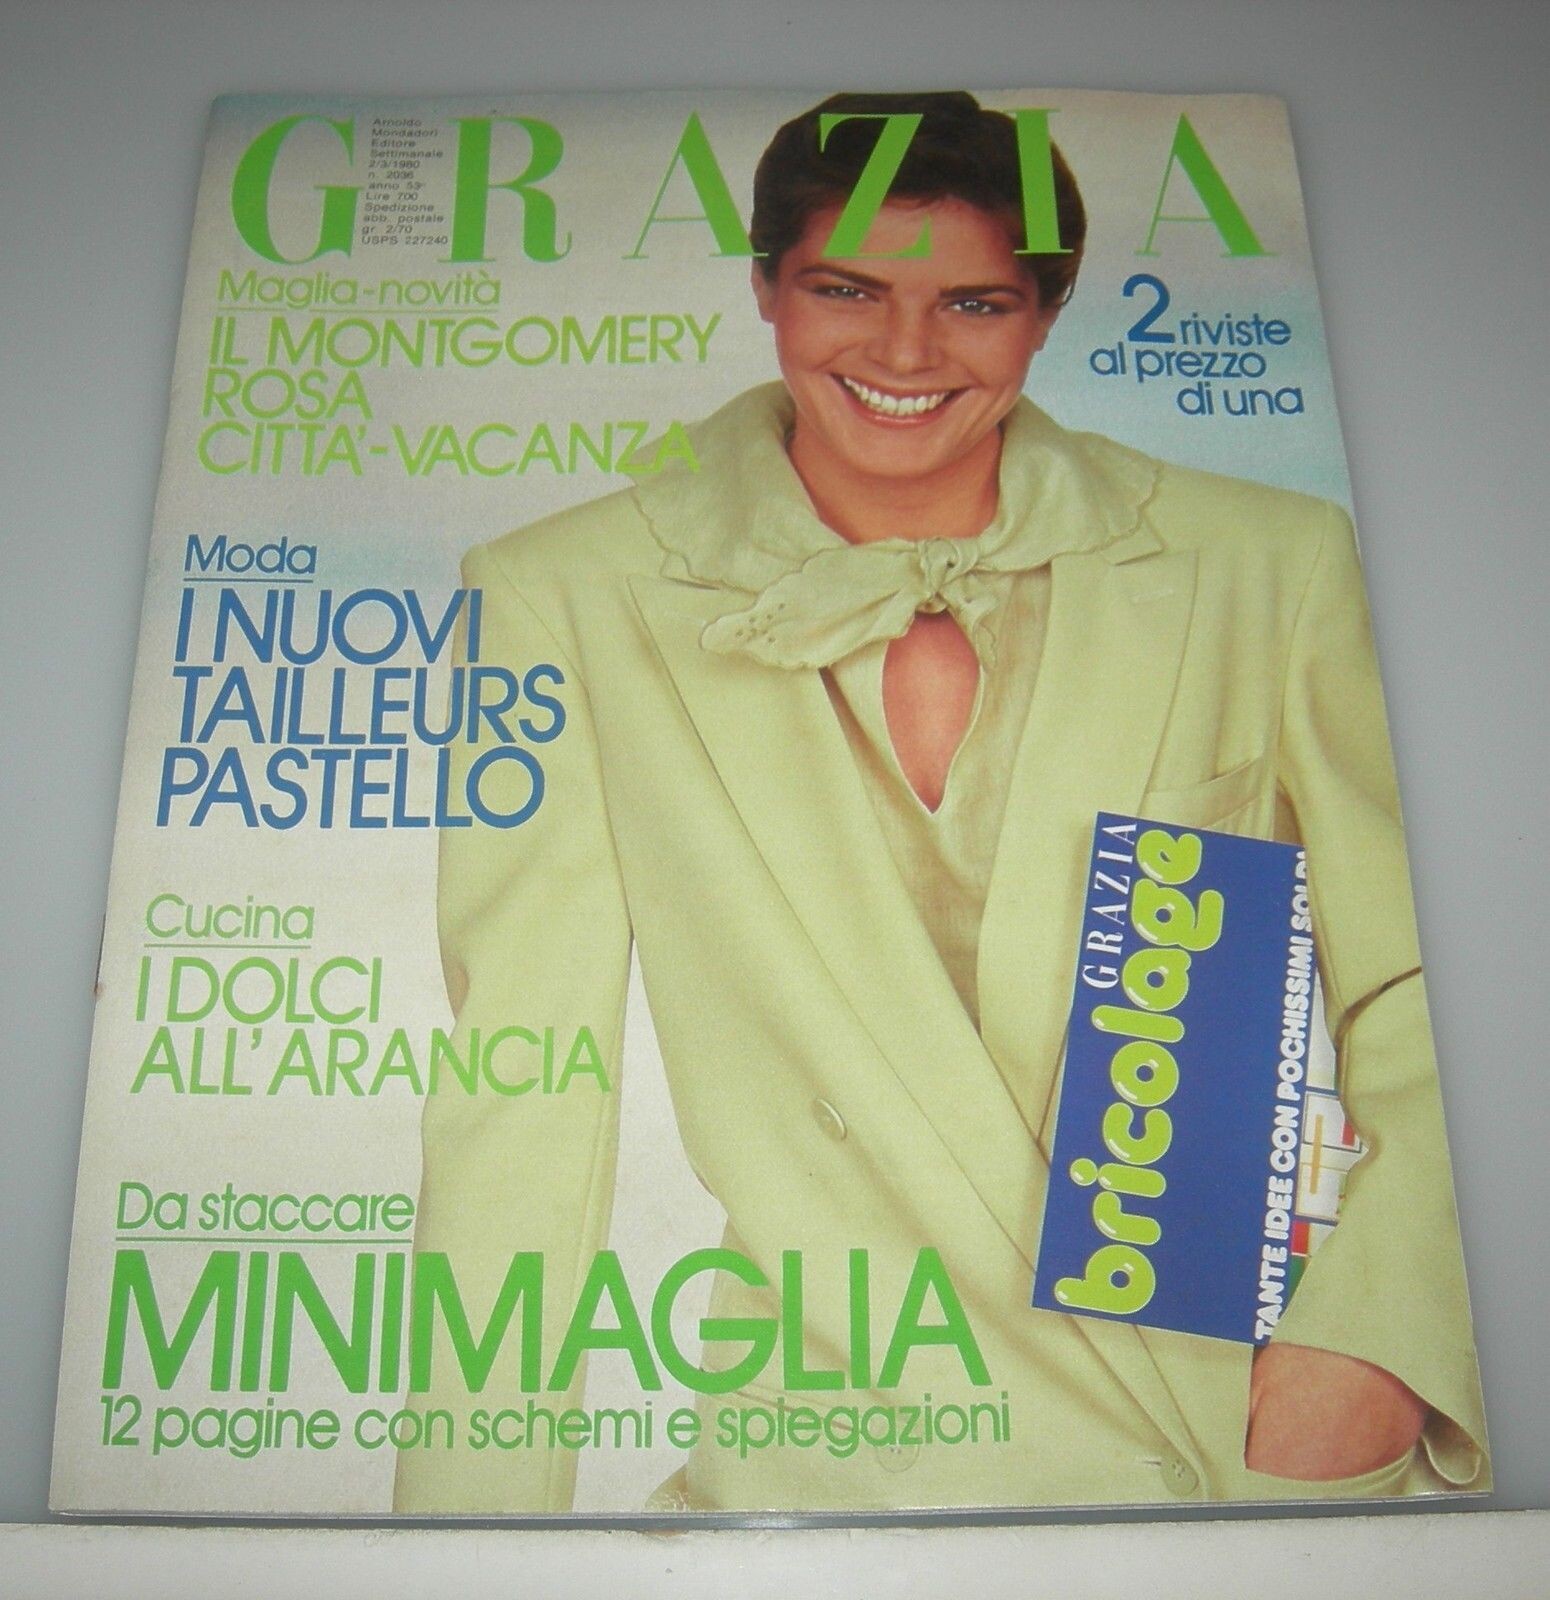 GRAZIA
Arnoldo
Mondadori
Editore
Settimanale
2/3/1980
n. 2036
anno 53°
Lire 700
Spedizione
abb. postale
gr. 2/70
USPS 227240
Maglia-novità
IL MONTGOMERY
ROSA
CITTA'-VACANZA
2 riviste
al prezzo
di una
Moda
I NUOVI
TAILLEURS
PASTELLO
Cucina
I DOLCI
ALL'ARANCIA
GRAZIA
bricolage
TANTE IDEE CON POCHISSIMI SOLDI
Da staccare
MINIMAGLIA
12 pagine con schemi e spiegazioni